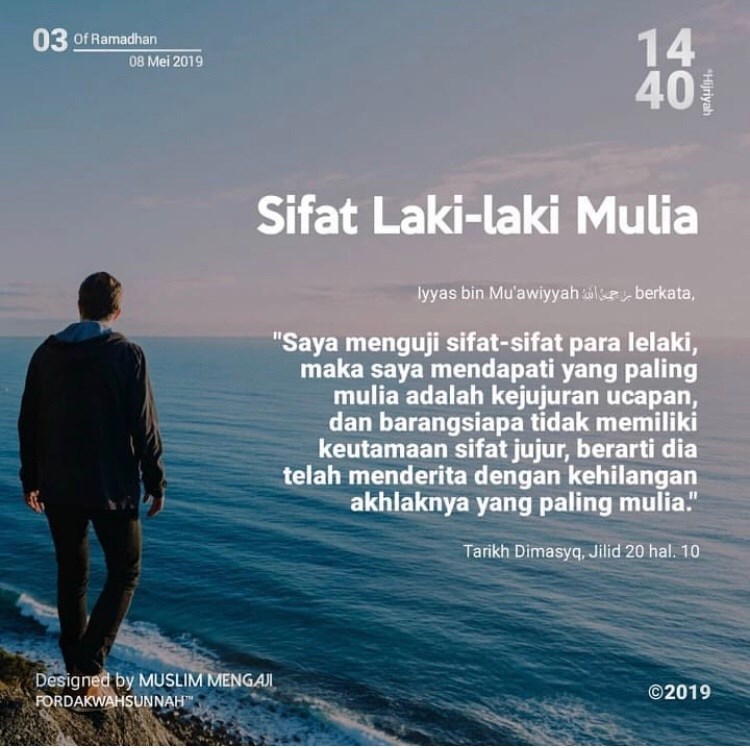 03 Of Ramadhan
08 Mei 2019
14
40
*Hijriyah
Sifat Laki-laki Mulia
Iyyas bin Mu'awiyyah رحمه الله berkata,
"Saya menguji sifat-sifat para lelaki,
maka saya mendapati yang paling
mulia adalah kejujuran ucapan,
dan barangsiapa tidak memiliki
keutamaan sifat jujur, berarti dia
telah menderita dengan kehilangan
akhlaknya yang paling mulia."
Tarikh Dimasyq, Jilid 20 hal. 10
Designed by MUSLIM MENGAJI
FORDAKWAHSUNNAH™
©2019